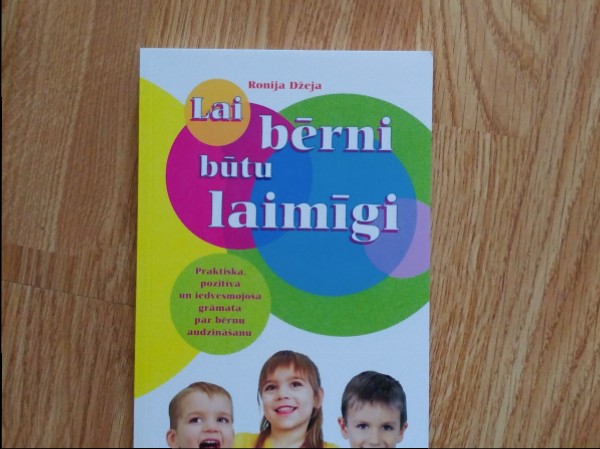 Ronija Džeja
Lai
bērni
būtu
laimīgi
Praktiska,
pozitīva
un iedvesmojoša
grāmata
par bērnu
audzināšanu